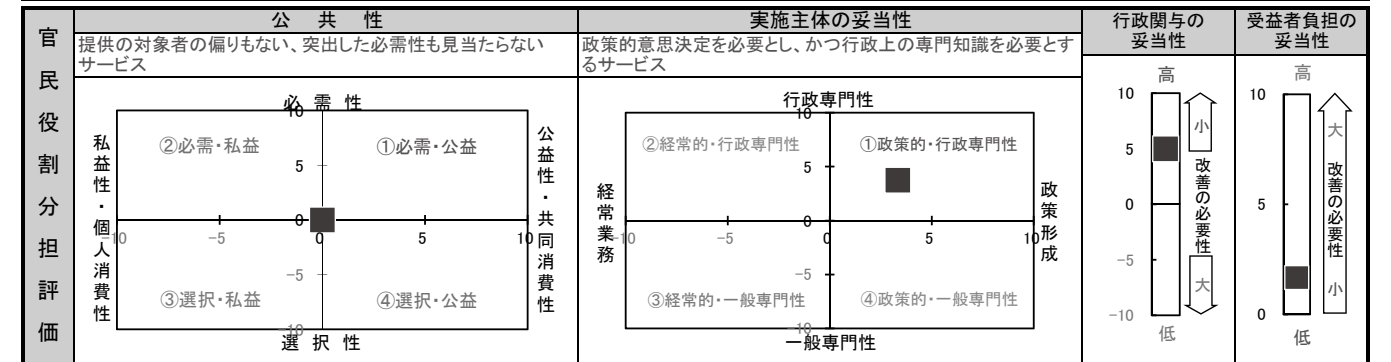 官民役割分担評価
公 共 性
提供の対象者の偏りもない、突出した必需性も見当たらない
サービス
必 需 性
私益性・個人消費性
公益性・共同消費性
②必需・私益
①必需・公益
③選択・私益
④選択・公益
10
5
0
-10
-5
0
5
10
-5
-10
選 択 性
実施主体の妥当性
政策的意思決定を必要とし、かつ行政上の専門知識を必要とす
るサービス
行政専門性
経常業務
政策形成
②経常的・行政専門性
①政策的・行政専門性
③経常的・一般専門性
④政策的・一般専門性
10
5
0
-10
-5
0
5
10
-5
-10
一般専門性
行政関与の
妥当性
高
10
5
0
-5
-10
小
改善の必要性
大
低
受益者負担の
妥当性
高
10
5
0
大
改善の必要性
小
低